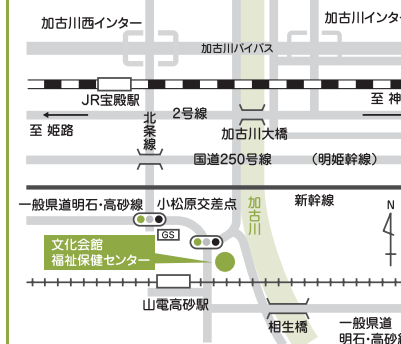 加古川西インター
加古川インター
加古川バイパス
JR宝殿駅
至 神
至 姫路
北条線
2号線
加古川大橋
国道250号線
(明姫幹線)
一般県道明石・高砂線
小松原交差点
加古川
新幹線
N
GS
文化会館
福祉保健センター
山電高砂駅
相生橋
一般県道
明石・高砂線